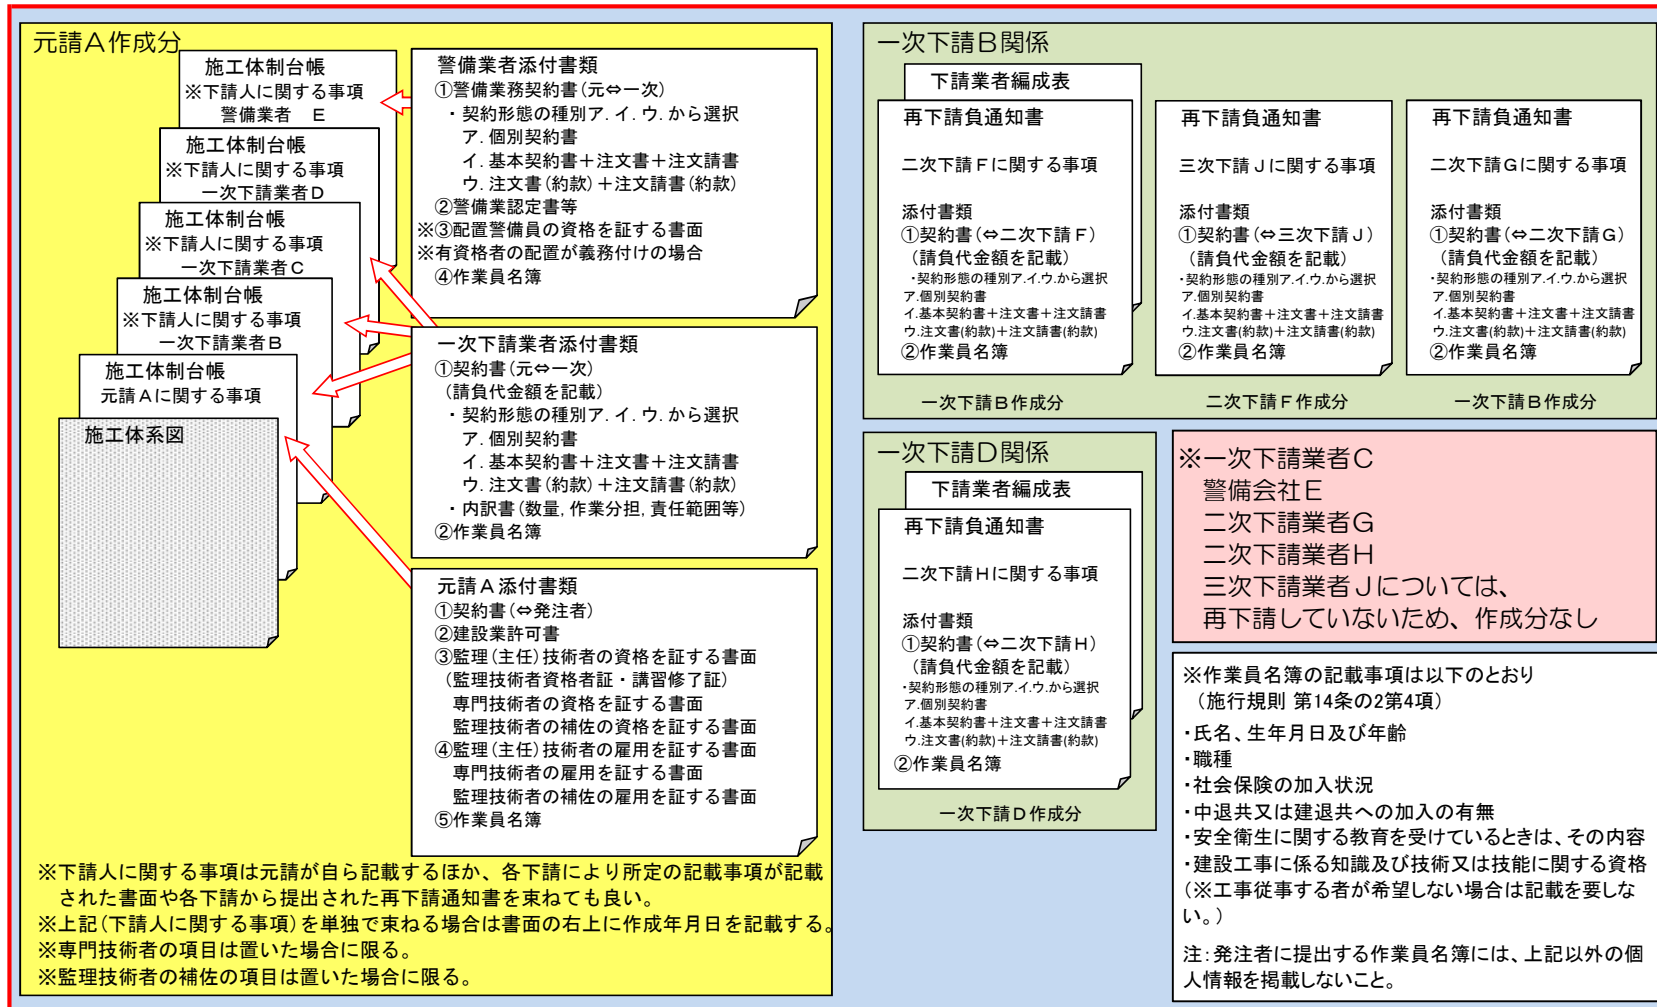 元請Ａ作成分
施工体制台帳
※下請人に関する事項
警備業者　Ｅ
施工体制台帳
※下請人に関する事項
一次下請業者Ｄ
施工体制台帳
※下請人に関する事項
一次下請業者Ｃ
施工体制台帳
※下請人に関する事項
一次下請業者Ｂ
施工体制台帳
元請Ａに関する事項
施工体系図
警備業者添付書類
①警備業務契約書(元⇔一次)
・契約形態の種別ア．イ．ウ．から選択
ア．個別契約書
イ．基本契約書＋注文書＋注文請書
ウ．注文書(約款)＋注文請書(約款)
②警備業認定書等
※③配置警備員の資格を証する書面
※有資格者の配置が義務付けの場合
④作業員名簿
一次下請業者添付書類
①契約書(元⇔一次)
(請負代金額を記載)
・契約形態の種別ア．イ．ウ．から選択
ア．個別契約書
イ．基本契約書＋注文書＋注文請書
ウ．注文書(約款)＋注文請書(約款)
・内訳書(数量，作業分担，責任範囲等)
②作業員名簿
元請Ａ添付書類
①契約書(⇔発注者)
②建設業許可書
③監理(主任)技術者の資格を証する書面
(監理技術者資格者証・講習修了証)
専門技術者の資格を証する書面
監理技術者の補佐の資格を証する書面
④監理(主任)技術者の雇用を証する書面
専門技術者の雇用を証する書面
監理技術者の補佐の雇用を証する書面
⑤作業員名簿
※下請人に関する事項は元請が自ら記載するほか、各下請により所定の記載事項が記載
された書面や各下請から提出された再下請通知書を束ねても良い。
※上記(下請人に関する事項)を単独で束ねる場合は書面の右上に作成年月日を記載する。
※専門技術者の項目は置いた場合に限る。
※監理技術者の補佐の項目は置いた場合に限る。
一次下請Ｂ関係
下請業者編成表
再下請負通知書
二次下請Ｆに関する事項
添付書類
①契約書(⇔二次下請Ｆ)
(請負代金額を記載)
・契約形態の種別ア.イ.ウ.から選択
ア.個別契約書
イ.基本契約書＋注文書＋注文請書
ウ.注文書(約款)＋注文請書(約款)
②作業員名簿
一次下請Ｂ作成分
再下請負通知書
三次下請Ｊに関する事項
添付書類
①契約書(⇔三次下請Ｊ)
(請負代金額を記載)
・契約形態の種別ア.イ.ウ.から選択
ア.個別契約書
イ.基本契約書＋注文書＋注文請書
ウ.注文書(約款)＋注文請書(約款)
②作業員名簿
二次下請Ｆ作成分
再下請負通知書
二次下請Ｇに関する事項
添付書類
①契約書(⇔二次下請Ｇ)
(請負代金額を記載)
・契約形態の種別ア.イ.ウ.から選択
ア.個別契約書
イ.基本契約書＋注文書＋注文請書
ウ.注文書(約款)＋注文請書(約款)
②作業員名簿
一次下請Ｂ作成分
一次下請Ｄ関係
下請業者編成表
再下請負通知書
二次下請Ｈに関する事項
添付書類
①契約書(⇔二次下請Ｈ)
(請負代金額を記載)
・契約形態の種別ア.イ.ウ.から選択
ア.個別契約書
イ.基本契約書＋注文書＋注文請書
ウ.注文書(約款)＋注文請書(約款)
②作業員名簿
一次下請Ｄ作成分
※一次下請業者Ｃ
警備会社Ｅ
二次下請業者Ｇ
二次下請業者Ｈ
三次下請業者Ｊについては、
再下請していないため、作成分なし
※作業員名簿の記載事項は以下のとおり
（施行規則 第14条の2第4項）
・氏名、生年月日及び年齢
・職種
・社会保険の加入状況
・中退共又は建退共への加入の有無
・安全衛生に関する教育を受けているときは、その内容
・建設工事に係る知識及び技術又は技能に関する資格
(※工事従事する者が希望しない場合は記載を要しな
い。)
注：発注者に提出する作業員名簿には、上記以外の個
人情報を掲載しないこと。